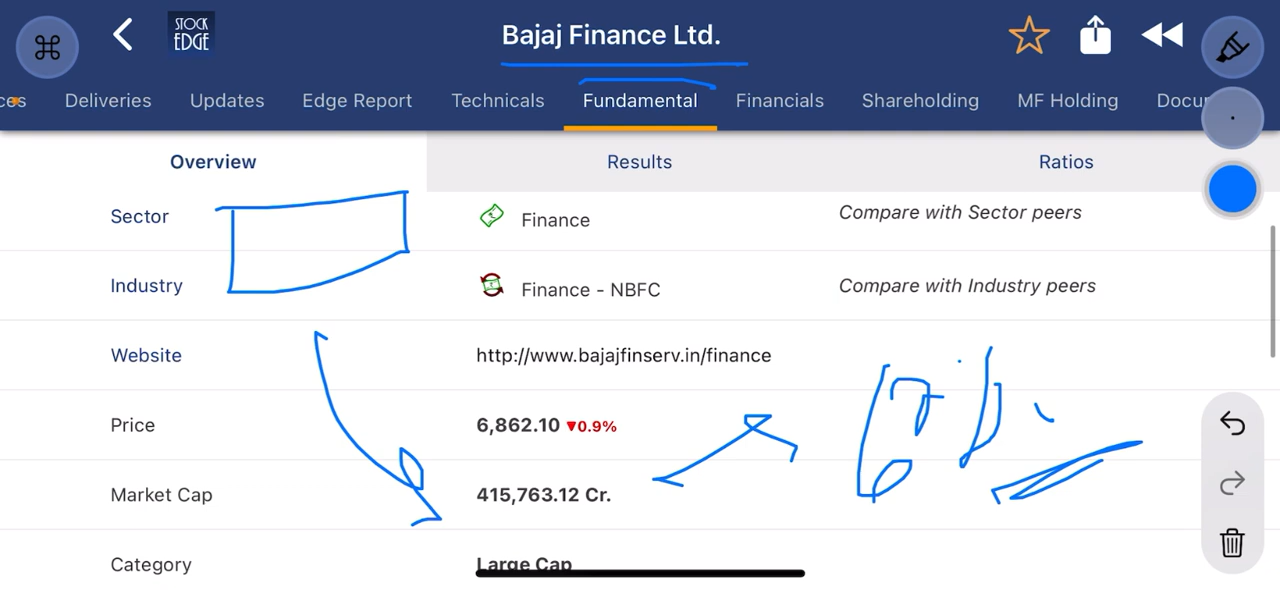 STOCK
EDGE
Bajaj Finance Ltd.
Deliveries Updates Edge Report Technicals Fundamental Financials Shareholding MF Holding
Overview Results Ratios
Sector Finance Compare with Sector peers
Industry Finance - NBFC Compare with Industry peers
Website http://www.bajajfinserv.in/finance
Price 6,862.10 ▼0.9%
Market Cap 415,763.12 Cr.
Category Large Cap